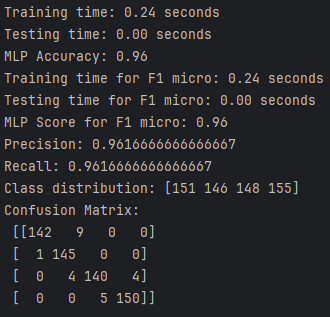 Training time: 0.24 seconds
Testing time: 0.00 seconds
MLP Accuracy: 0.96
Training time for F1 micro: 0.24 seconds
Testing time for F1 micro: 0.00 seconds
MLP Score for F1 micro: 0.96
Precision: 0.9616666666666667
Recall: 0.9616666666666667
Class distribution: [151 146 148 155]
Confusion Matrix:
 [[142   9   0   0]
 [  1 145   0   0]
 [  0   4 140   4]
 [  0   0   5 150]]